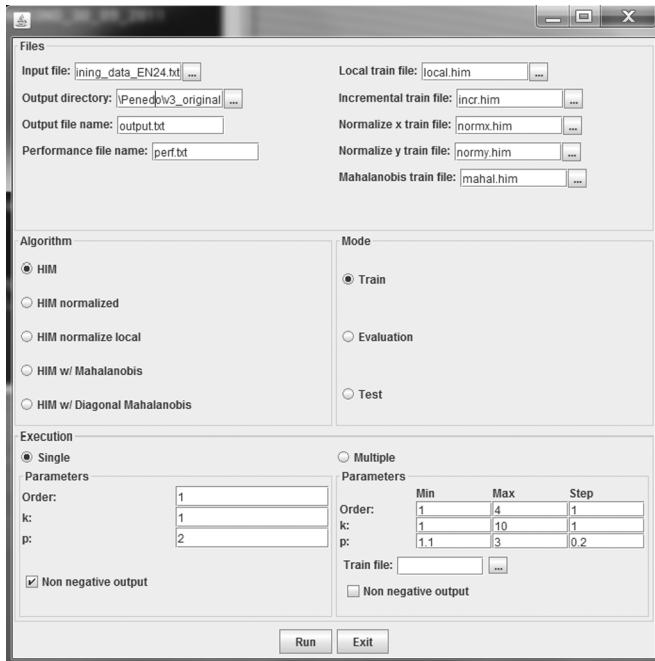 Files
Input file: ining_data_EN24.txt ...
Output directory: \Penedo\v3_original ...
Output file name: output.txt
Performance file name: perf.txt
Local train file: local.him ...
Incremental train file: incr.him ...
Normalize x train file: normx.him ...
Normalize y train file: normy.him ...
Mahalanobis train file: mahal.him ...
Algorithm
HIM
HIM normalized
HIM normalize local
HIM w/ Mahalanobis
HIM w/ Diagonal Mahalanobis
Mode
Train
Evaluation
Test
Execution
Single
Parameters
Order: 1
k: 1
p: 2
Non negative output
Multiple
Parameters
Min Max Step
Order: 1 4 1
k: 1 10 1
p: 1.1 3 0.2
Train file: ...
Non negative output
Run Exit